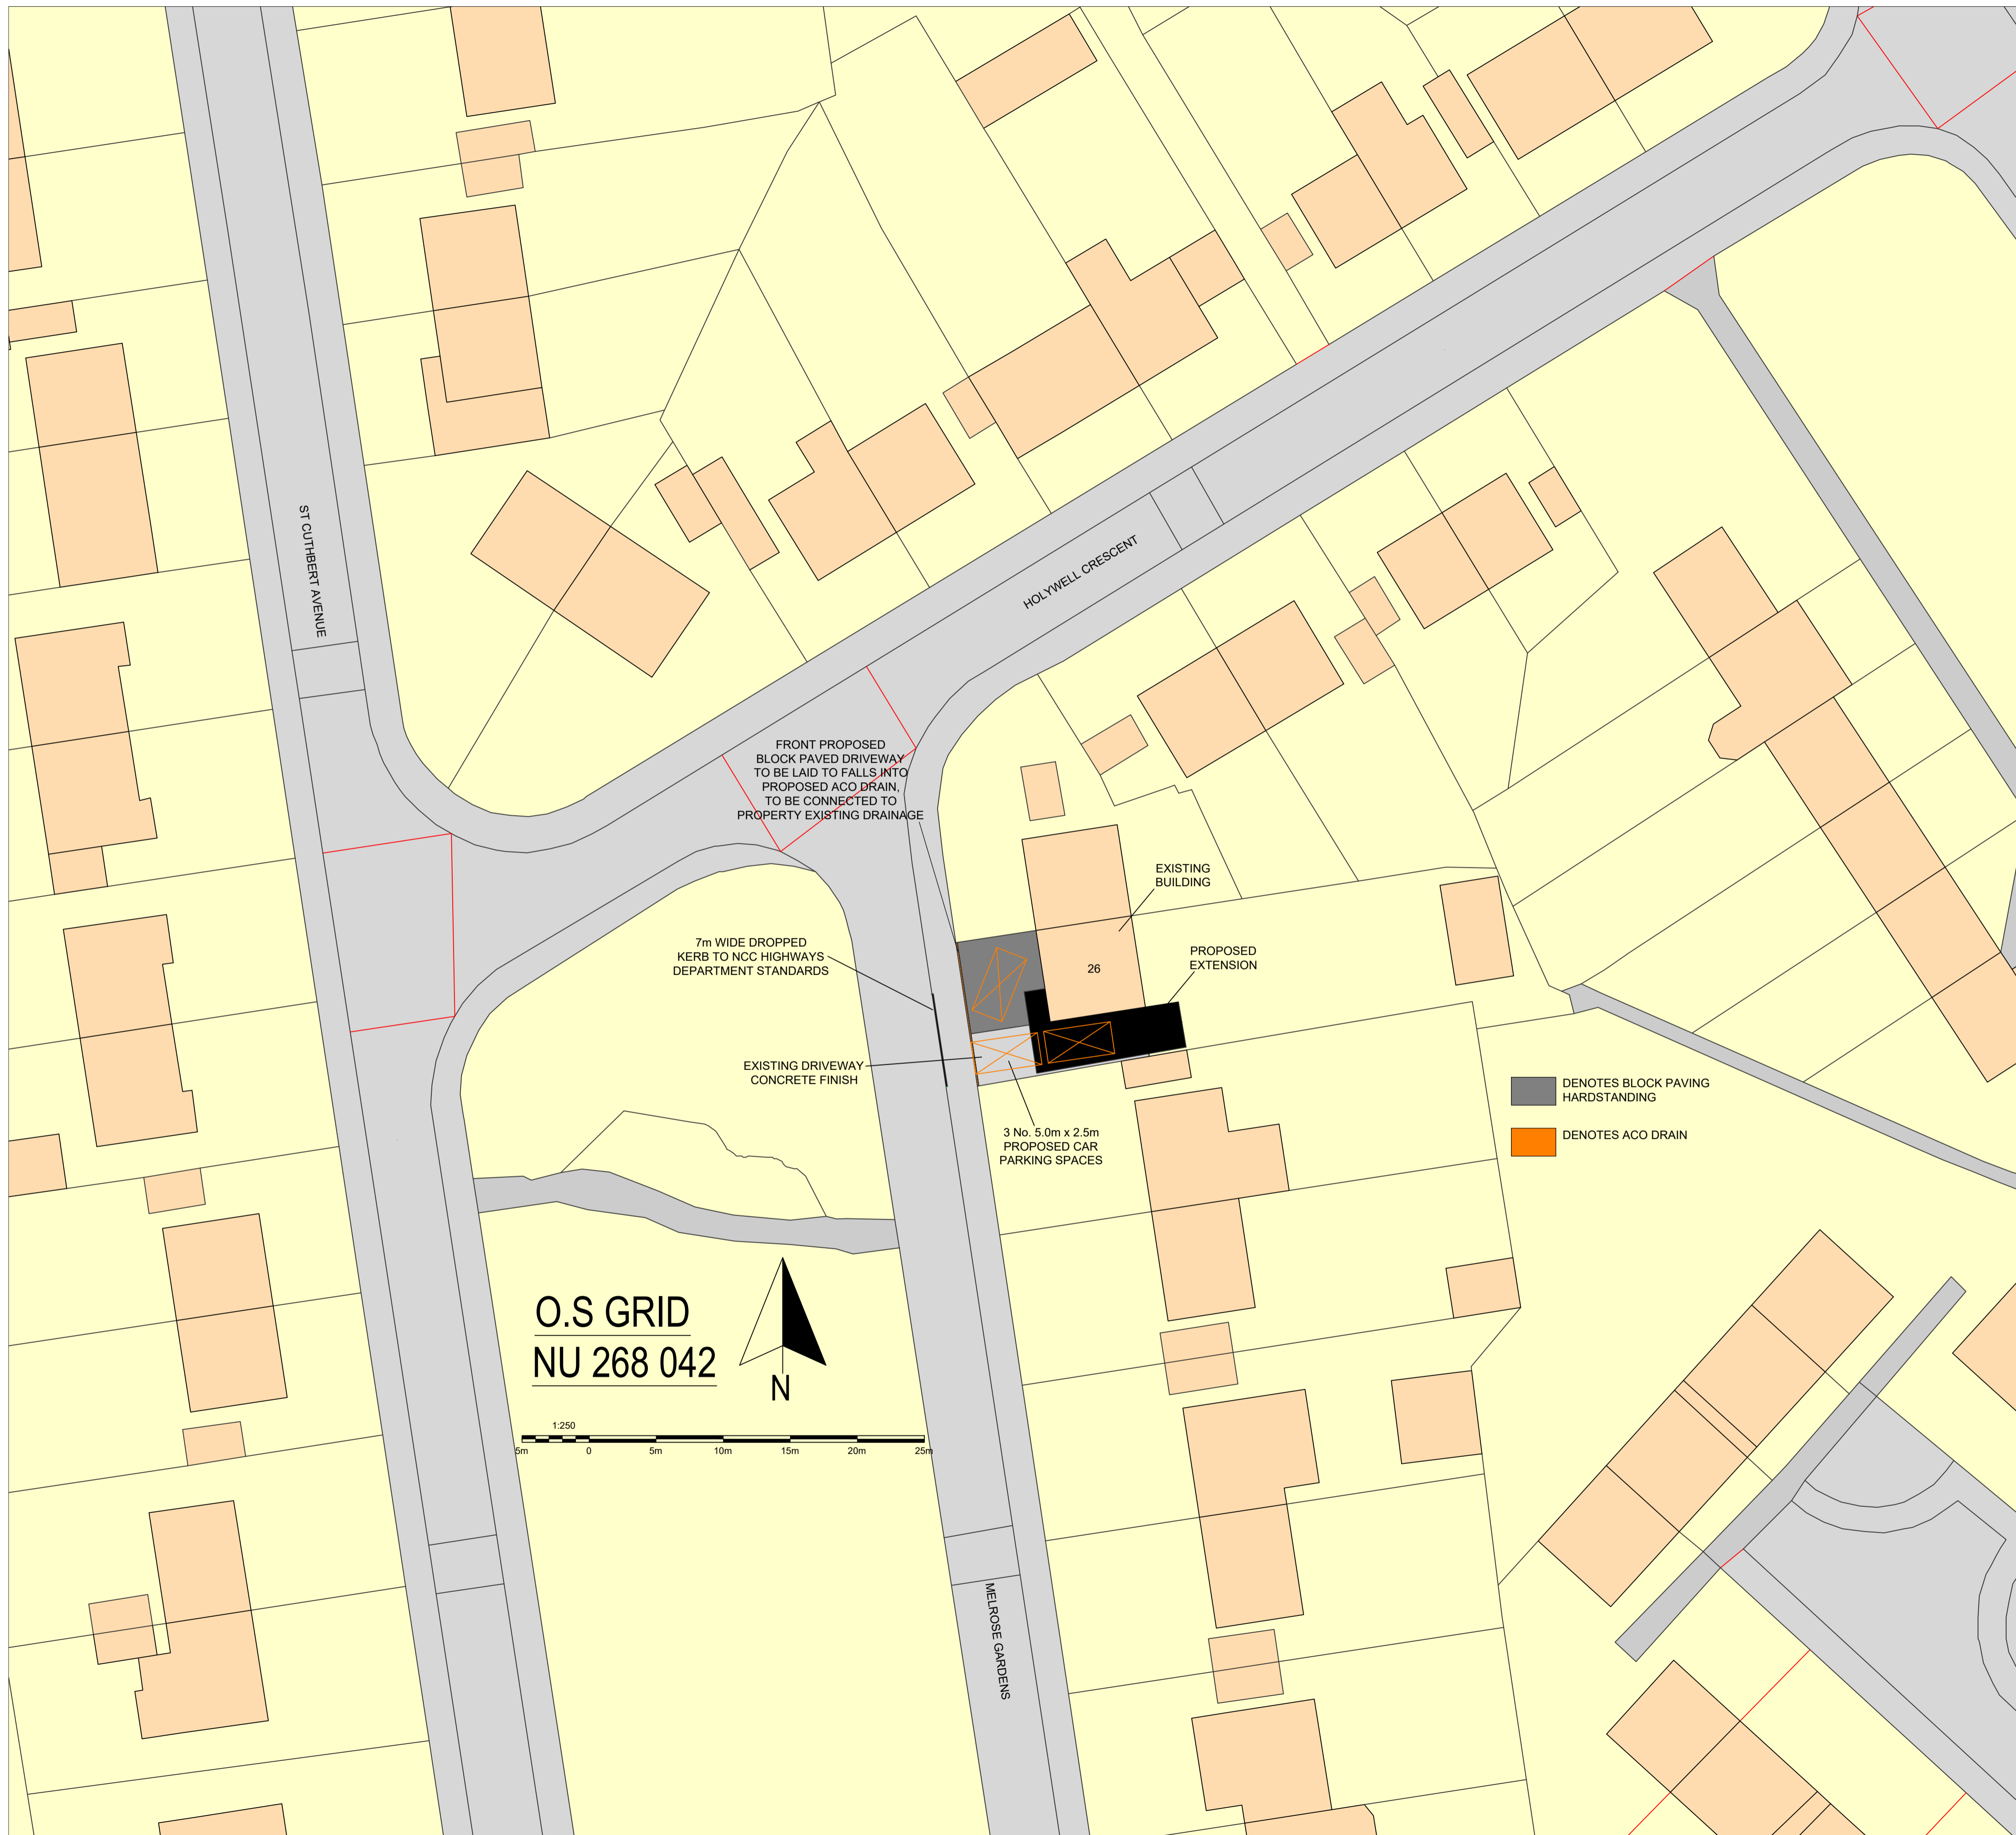 ST CUTHBERT AVENUE
HOLYWELL CRESCENT
FRONT PROPOSED
BLOCK PAVED DRIVEWAY
TO BE LAID TO FALLS INTO
PROPOSED ACO DRAIN,
TO BE CONNECTED TO
PROPERTY EXISTING DRAINAGE
EXISTING
BUILDING
7m WIDE DROPPED
KERB TO NCC HIGHWAYS
DEPARTMENT STANDARDS
PROPOSED
EXTENSION
26
EXISTING DRIVEWAY
CONCRETE FINISH
3 No. 5.0m x 2.5m
PROPOSED CAR
PARKING SPACES
DENOTES BLOCK PAVING
HARDSTANDING
DENOTES ACO DRAIN
O.S GRID
NU 268 042
N
1:250
5m 0 5m 10m 15m 20m 25m
MELROSE GARDENS